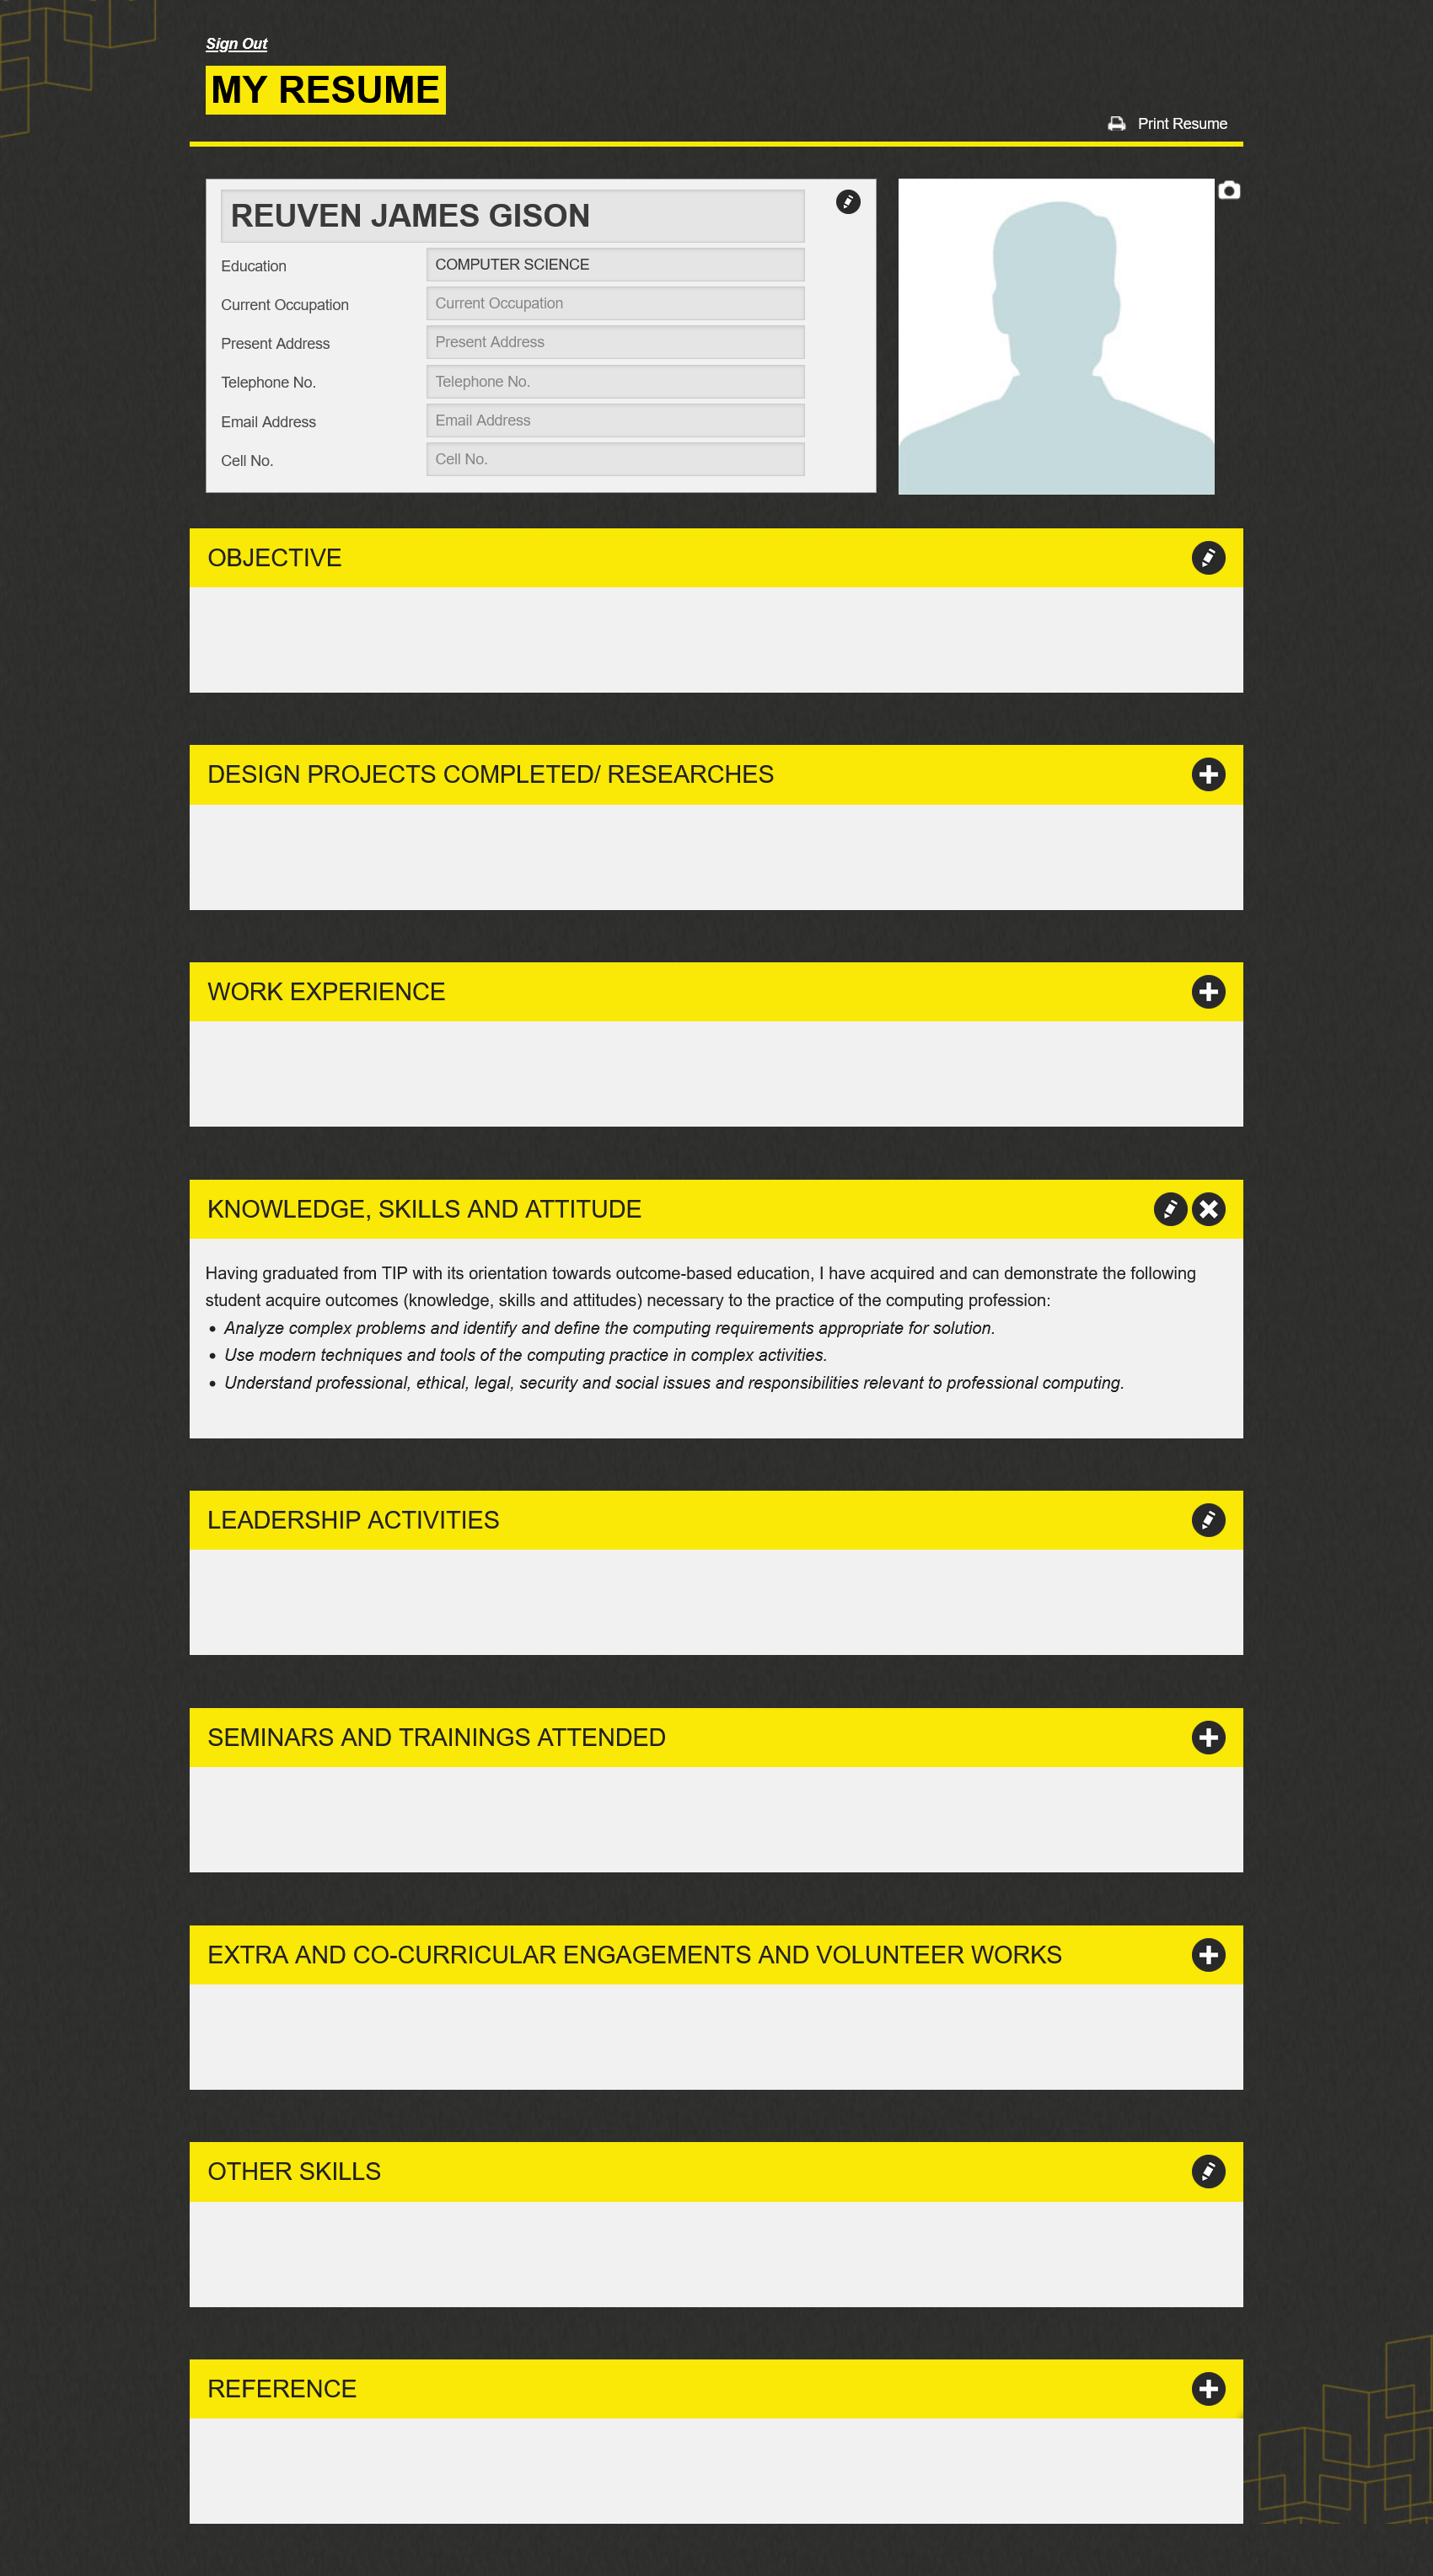 Sign Out
MY RESUME
Print Resume
REUVEN JAMES GISON
Education
COMPUTER SCIENCE
Current Occupation
Current Occupation
Present Address
Present Address
Telephone No.
Telephone No.
Email Address
Email Address
Cell No.
Cell No.
OBJECTIVE
DESIGN PROJECTS COMPLETED/ RESEARCHES
WORK EXPERIENCE
KNOWLEDGE, SKILLS AND ATTITUDE
Having graduated from TIP with its orientation towards outcome-based education, I have acquired and can demonstrate the following
student acquire outcomes (knowledge, skills and attitudes) necessary to the practice of the computing profession:
• Analyze complex problems and identify and define the computing requirements appropriate for solution.
• Use modern techniques and tools of the computing practice in complex activities.
• Understand professional, ethical, legal, security and social issues and responsibilities relevant to professional computing.
LEADERSHIP ACTIVITIES
SEMINARS AND TRAININGS ATTENDED
EXTRA AND CO-CURRICULAR ENGAGEMENTS AND VOLUNTEER WORKS
OTHER SKILLS
REFERENCE